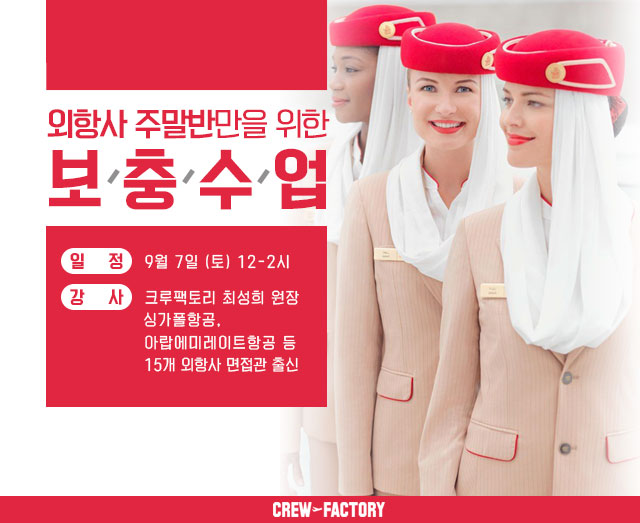 외항사 주말반만을 위한
보,충,수,업
일 정 9월 7일 (토) 12-2시
강 사 크루팩토리 최성희 원장
싱가폴항공,
아랍에미레이트항공 등
15개 외항사 면접관 출신
CREW FACTORY